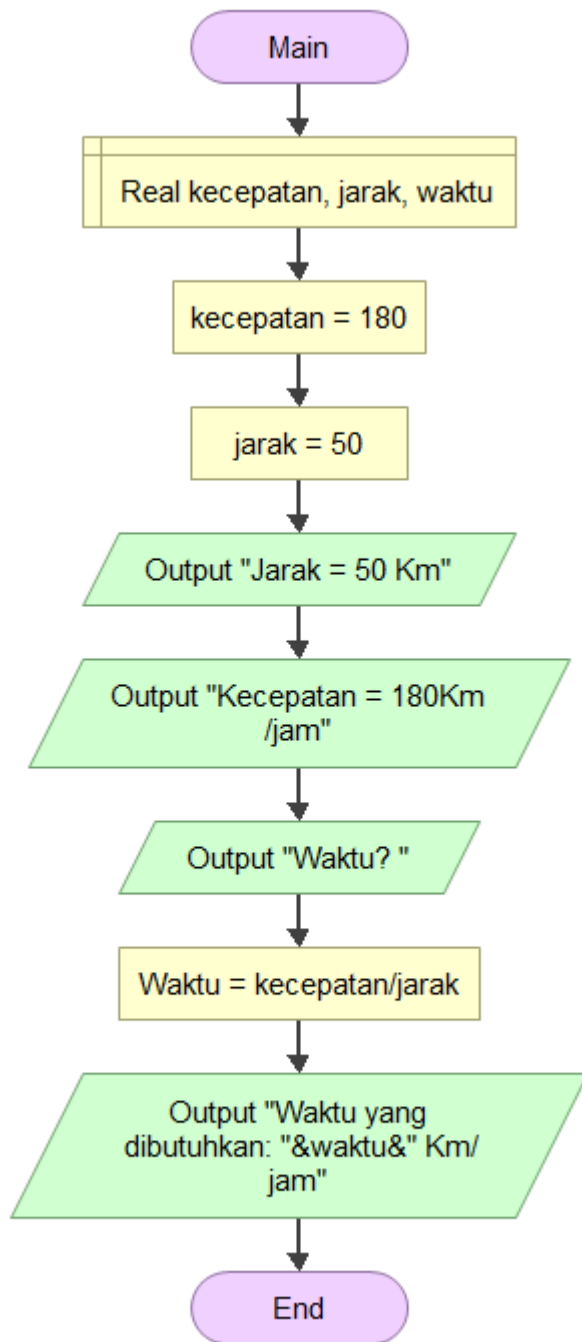 Main
Real kecepatan, jarak, waktu
kecepatan = 180
jarak = 50
Output "Jarak = 50 Km"
Output "Kecepatan = 180Km
/jam"
Output "Waktu? "
Waktu = kecepatan/jarak
Output "Waktu yang
dibutuhkan: "&waktu&" Km/
jam"
End